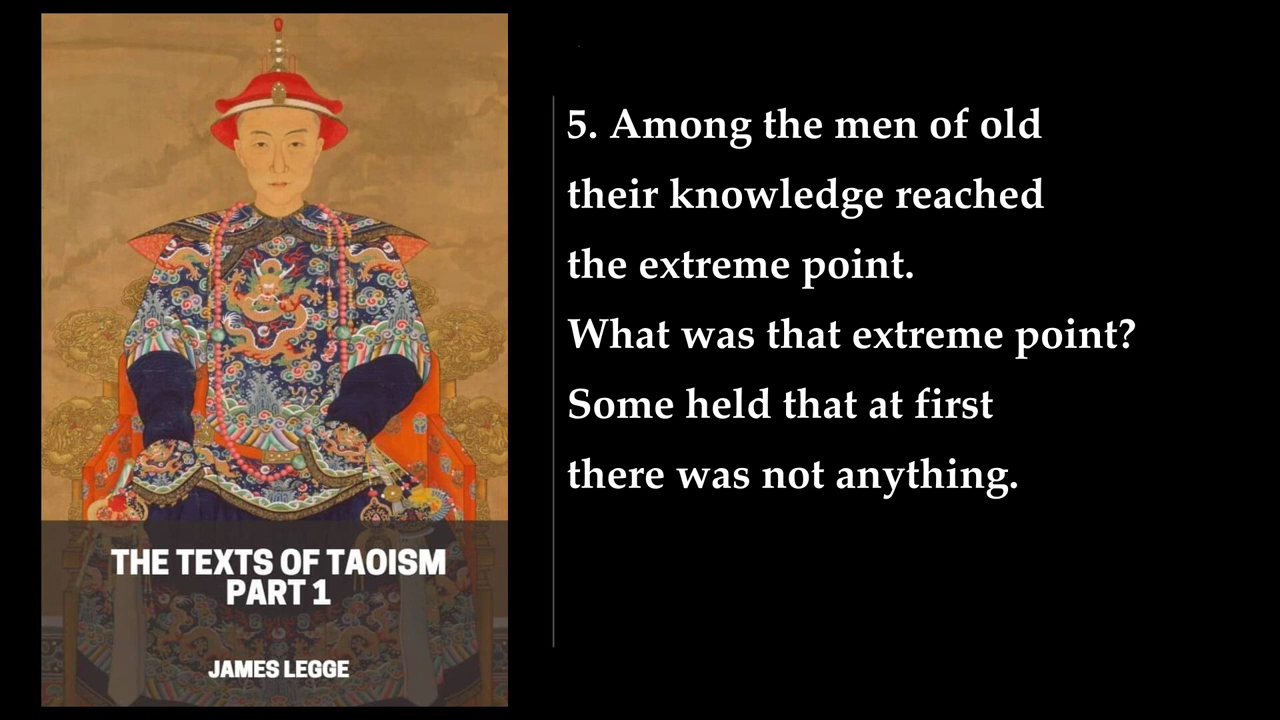 THE TEXTS OF TAOISM
PART 1
JAMES LEGGE
5. Among the men of old
their knowledge reached
the extreme point.
What was that extreme point?
Some held that at first
there was not anything.